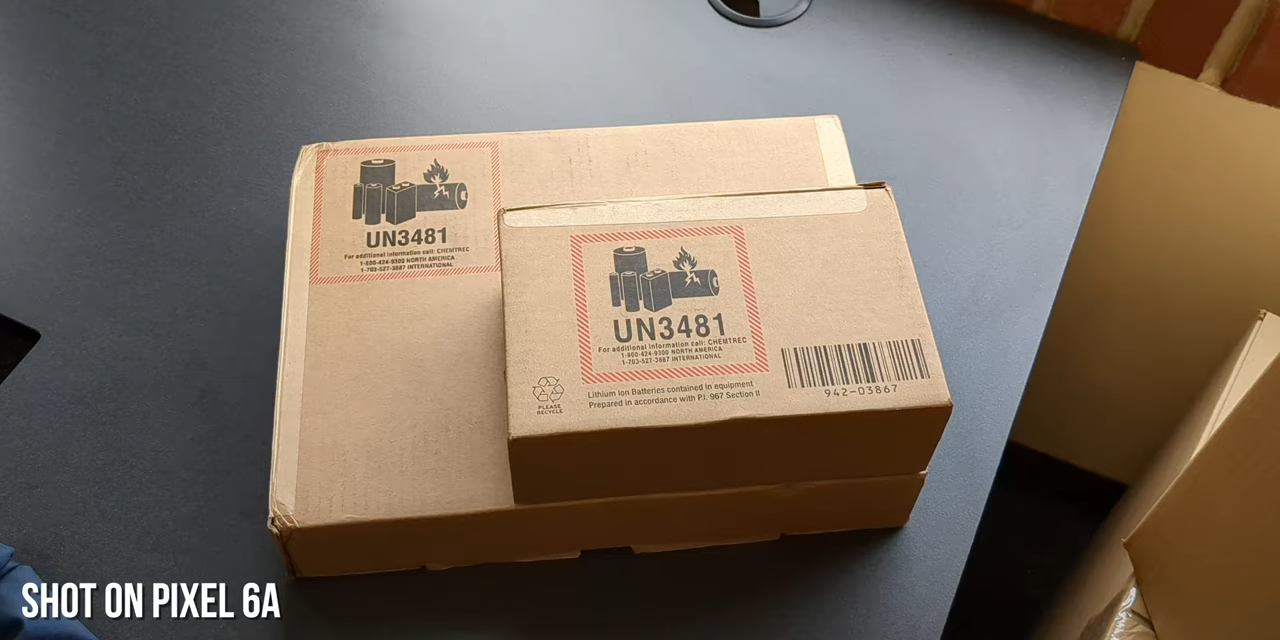 UN3481
For additional information call: CHEMTREC
1-800-424-9300 NORTH AMERICA
1-703-527-3887 INTERNATIONAL
UN3481
For additional information call: CHEMTREC
1-800-424-9300 NORTH AMERICA
1-703-527-3887 INTERNATIONAL
PLEASE
RECYCLE
Lithium Ion Batteries contained in equipment
Prepared in accordance with P.I. 967 Section II
942-03867
SHOT ON PIXEL 6A